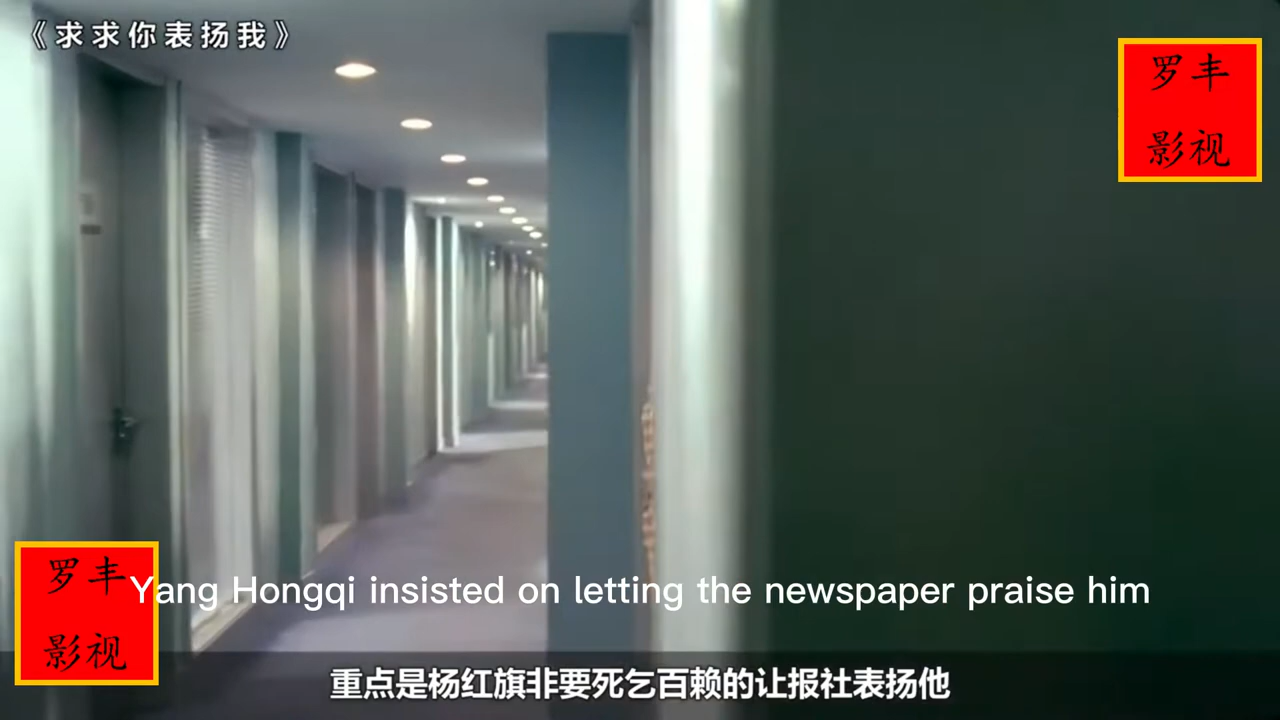 《求求你表扬我》
罗丰
影视
罗丰
影视
Yang Hongqi insisted on letting the newspaper praise him
重点是杨红旗非要死乞百赖的让报社表扬他